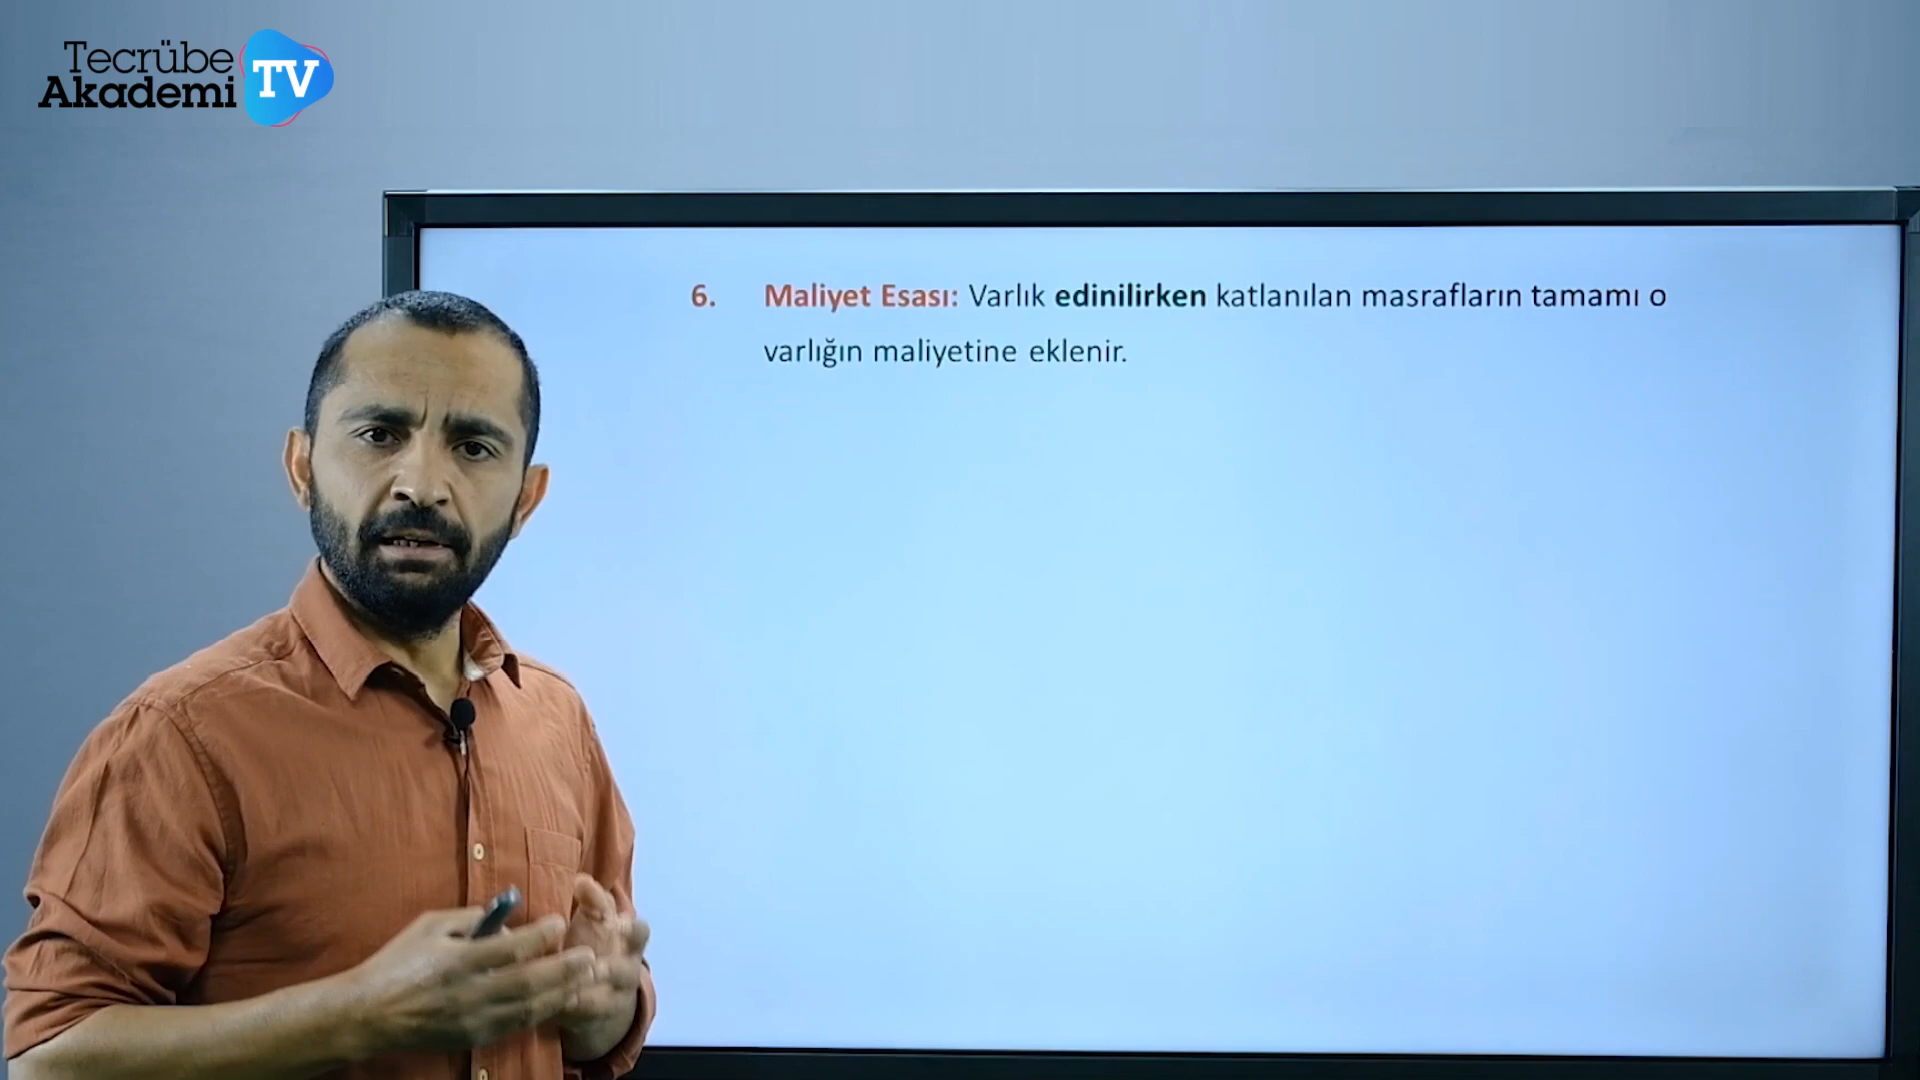 Tecrübe
Akademi TV
6. Maliyet Esası: Varlık edinilirken katlanılan masrafların tamamı o
varlığın maliyetine eklenir.